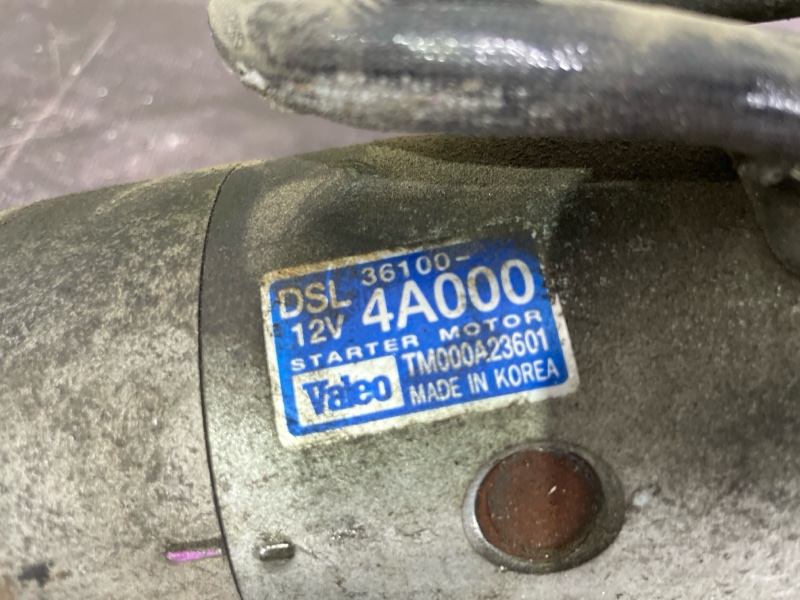 DSL 36100-
12V 4A000
STARTER MOTOR
Valeo TM000A23601
MADE IN KOREA